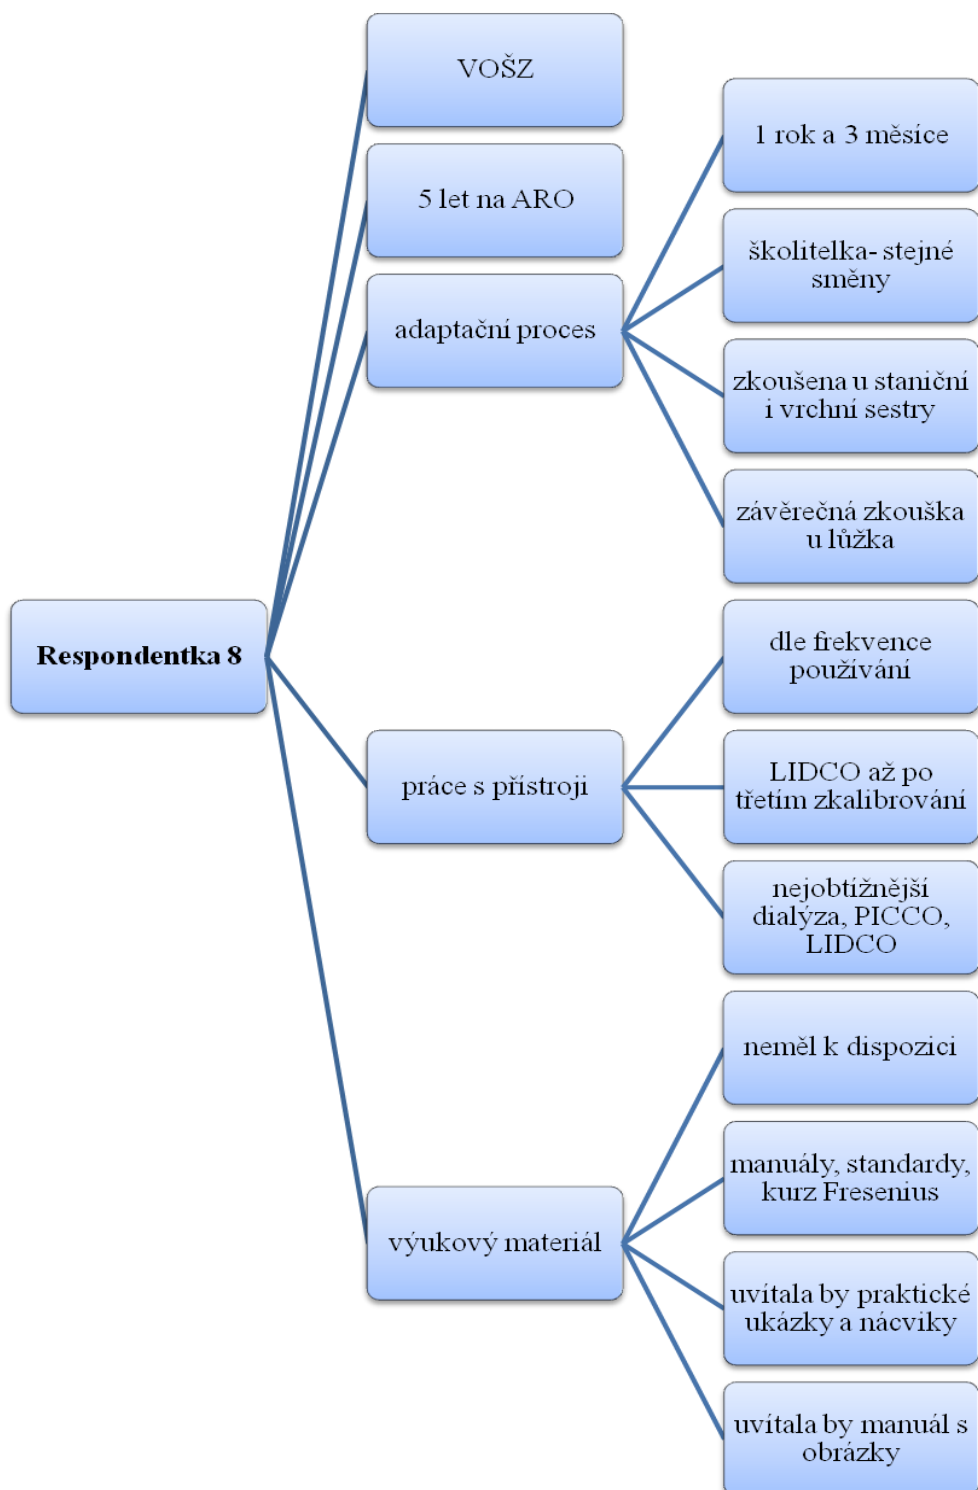 Respondentka 8
VOŠZ
5 let na ARO
adaptační proces
1 rok a 3 měsíce
školitelka- stejné
směny
zkoušena u staniční
i vrchní sestry
závěrečná zkouška
u lůžka
práce s přístroji
dle frekvence
používání
LIDCO až po
třetím zkalibrování
nejobtížnější
dialýza, PICCO,
LIDCO
výukový materiál
neměl k dispozici
manuály, standardy,
kurz Fresenius
uvítala by praktické
ukázky a nácviky
uvítala by manuál s
obrázky